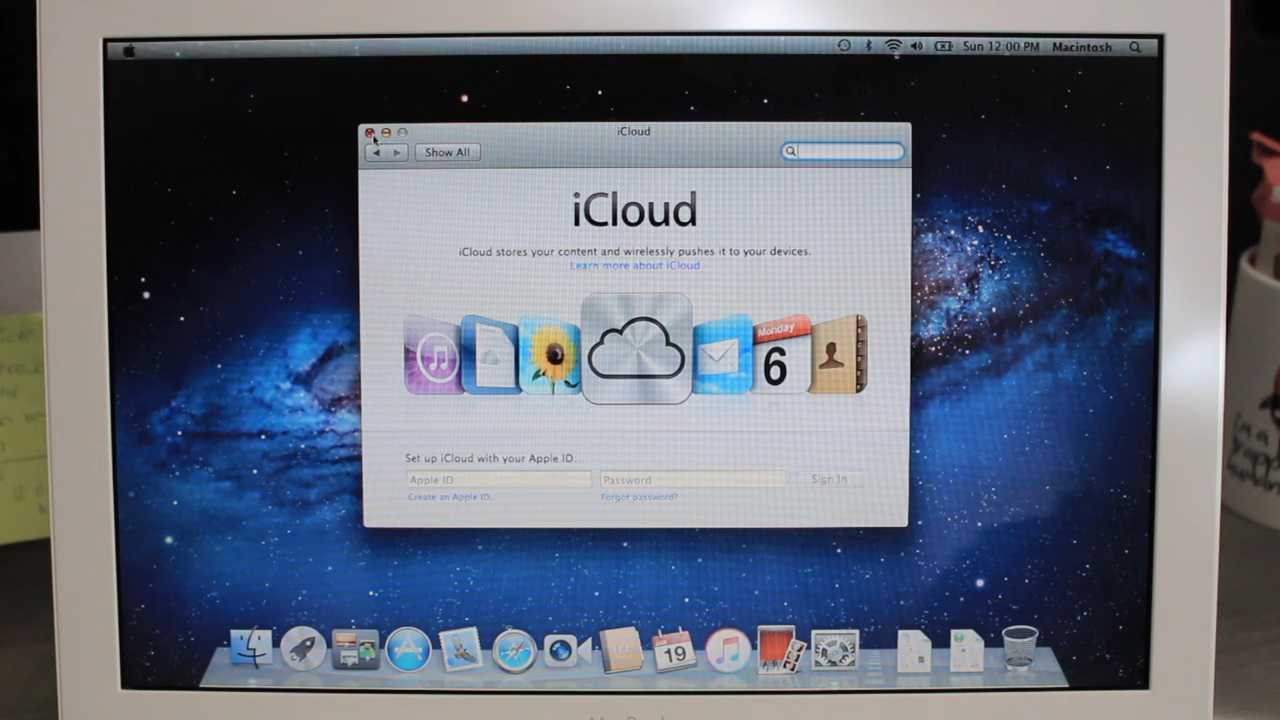 Sun 12:00 PM Macintosh
iCloud
Show All
iCloud
iCloud stores your content and wirelessly pushes it to your devices.
Learn more about iCloud
Monday
6
Set up iCloud with your Apple ID:
Apple ID Password Sign In
Create an Apple ID... Forgot password?
19